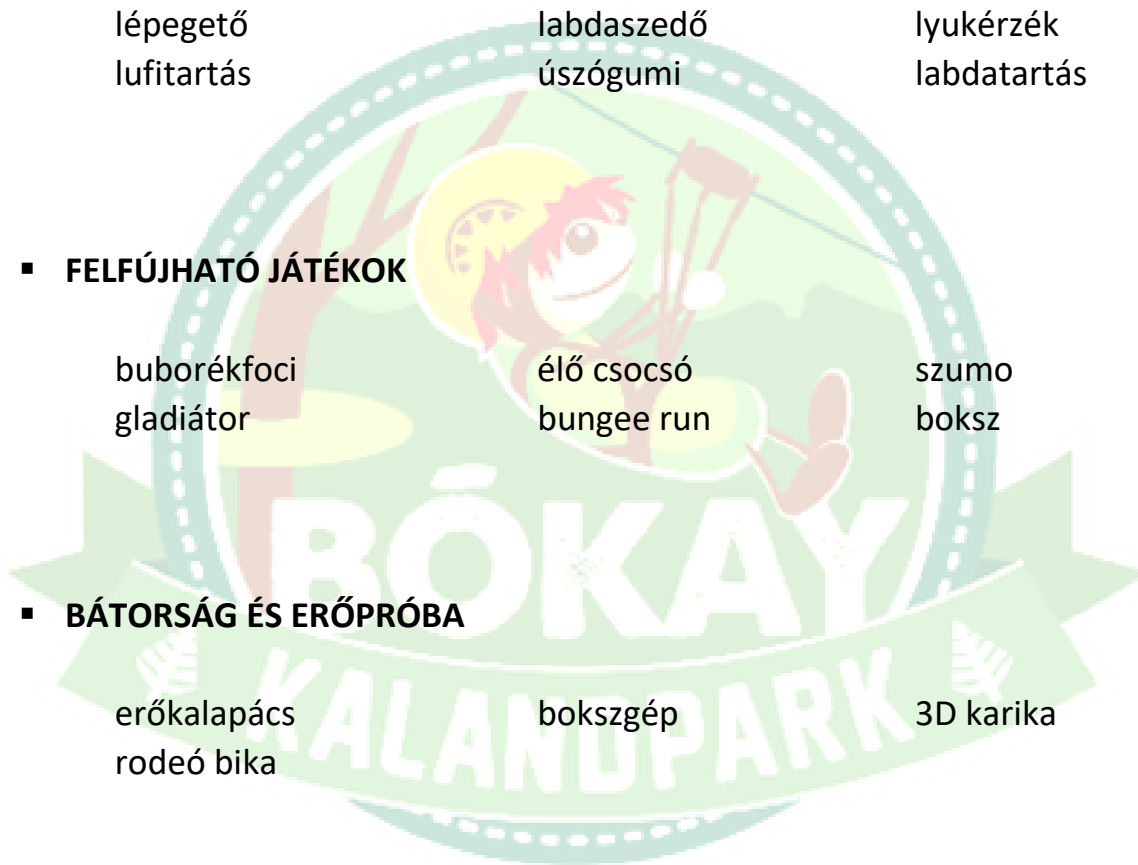 lépegető labdaszedő lyukérzék
lufitartás úszógumi labdatartás
▪ FELFÚJHATÓ JÁTÉKOK
buborékfoci élő csocsó szumo
gladiátor bungee run boksz
BÓKAY
▪ BÁTORSÁG ÉS ERŐPRÓBA
KALANDPARK
erőkalapács bokszgép 3D karika
rodeó bika